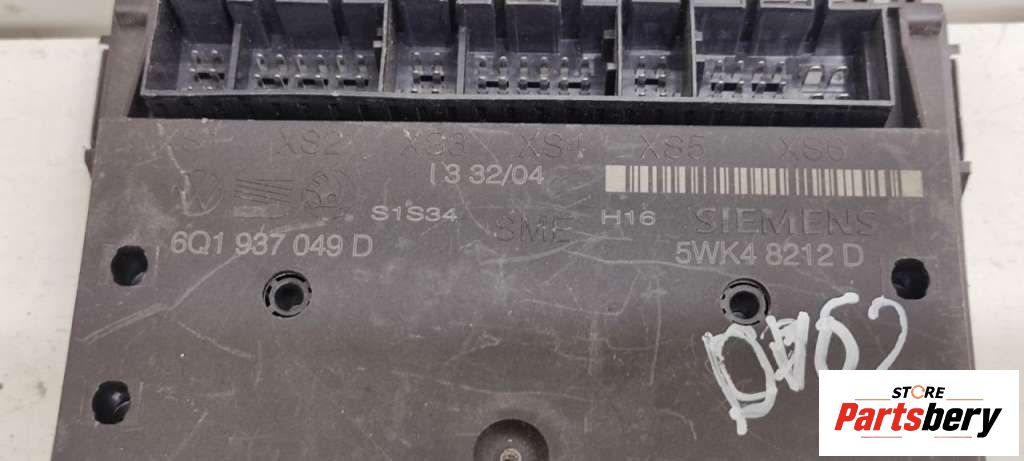 XS1 XS2 XS3 XS4 XS5 XS6
13 32/04
S1S34
SME
H16
SIEMENS
6Q1 937 049 D
5WK4 8212 D
STORE
Partsbery